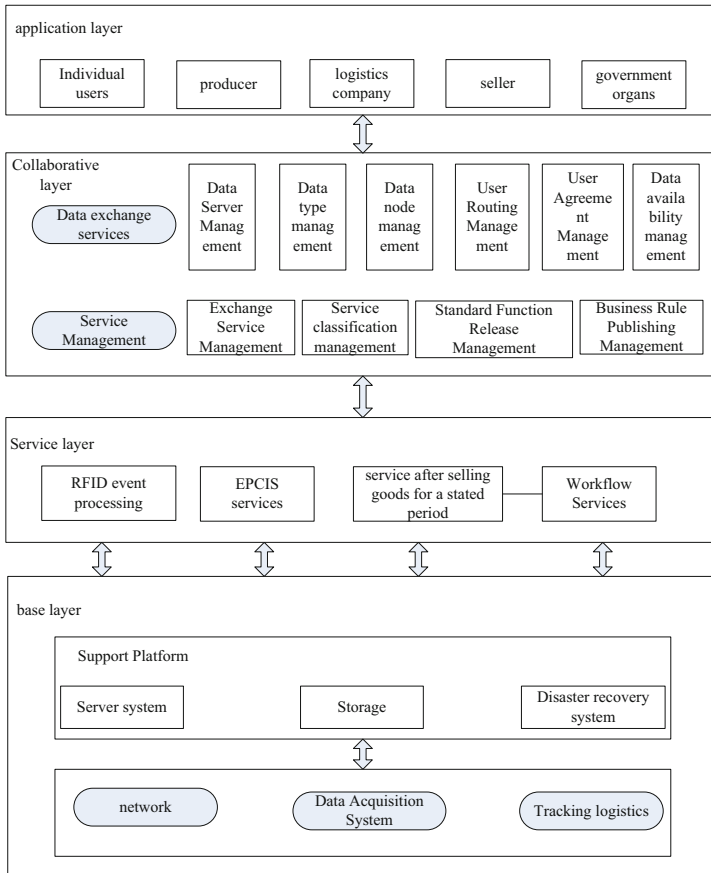 application layer
Individual
users
producer
logistics
company
seller
government
organs
Collaborative
layer
Data exchange
services
Data
Server
Manag
ement
Data
type
manag
ement
Data
node
manag
ement
User
Routing
Manage
ment
User
Agreeme
nt
Manage
ment
Data
availa
bility
manag
ement
Service
Management
Exchange
Service
Management
Service
classification
management
Standard Function
Release
Management
Business Rule
Publishing
Management
Service layer
RFID event
processing
EPCIS
services
service after selling
goods for a stated
period
Workflow
Services
base layer
Support Platform
Server system
Storage
Disaster recovery
system
network
Data Acquisition
System
Tracking logistics